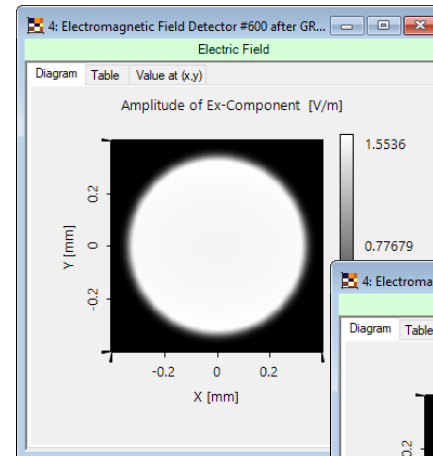 4: Electromagnetic Field Detector #600 after GR...
Electric Field
Diagram Table Value at (x,y)
Amplitude of Ex-Component [V/m]
1.5536
0.77679
Y [mm]
0.2
0
-0.2
-0.2 0 0.2
X [mm]
4: Electroma
Diagram Table
0.2